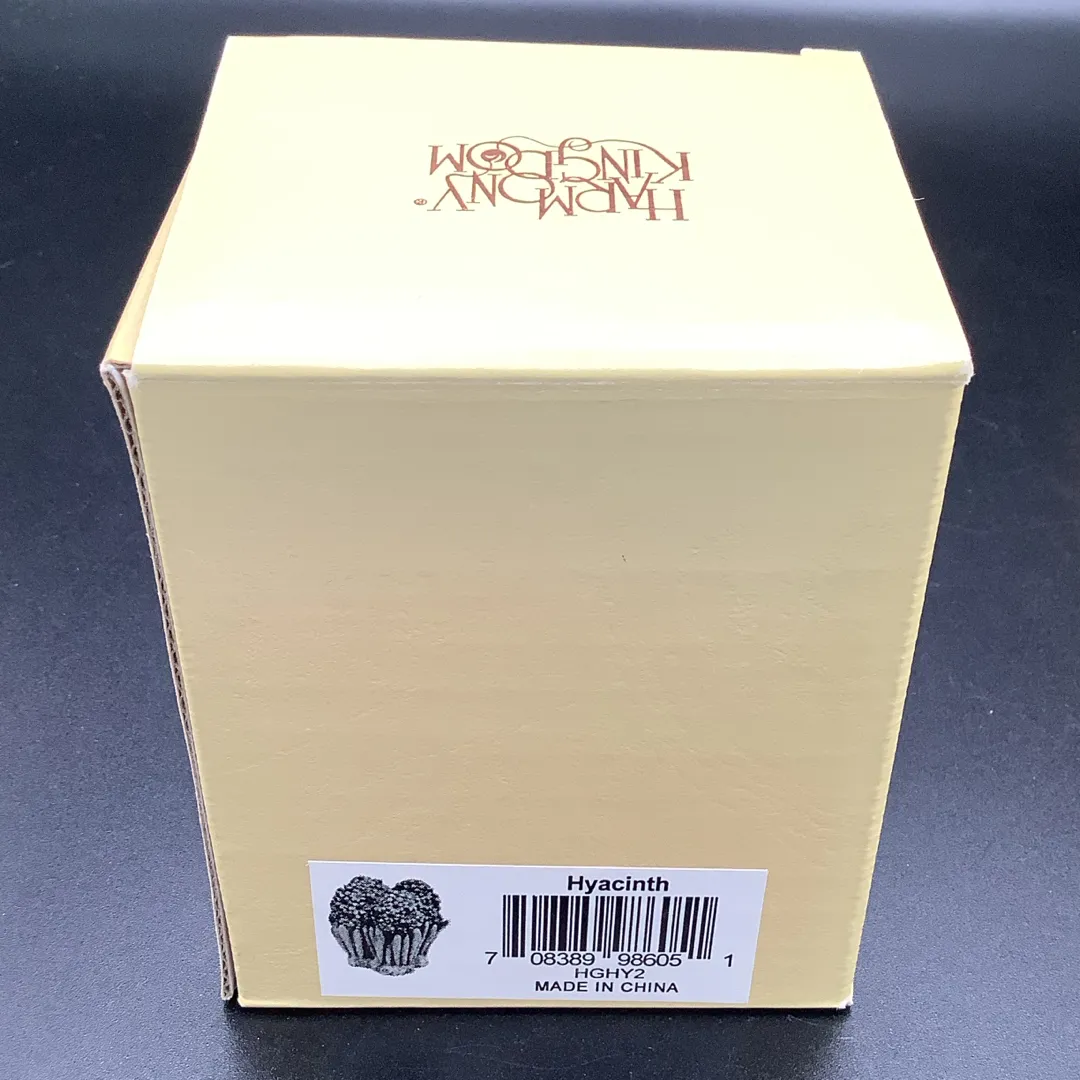 HARMONY®
KINGDOM
Hyacinth
7 08389 98605 1
HGHY2
MADE IN CHINA